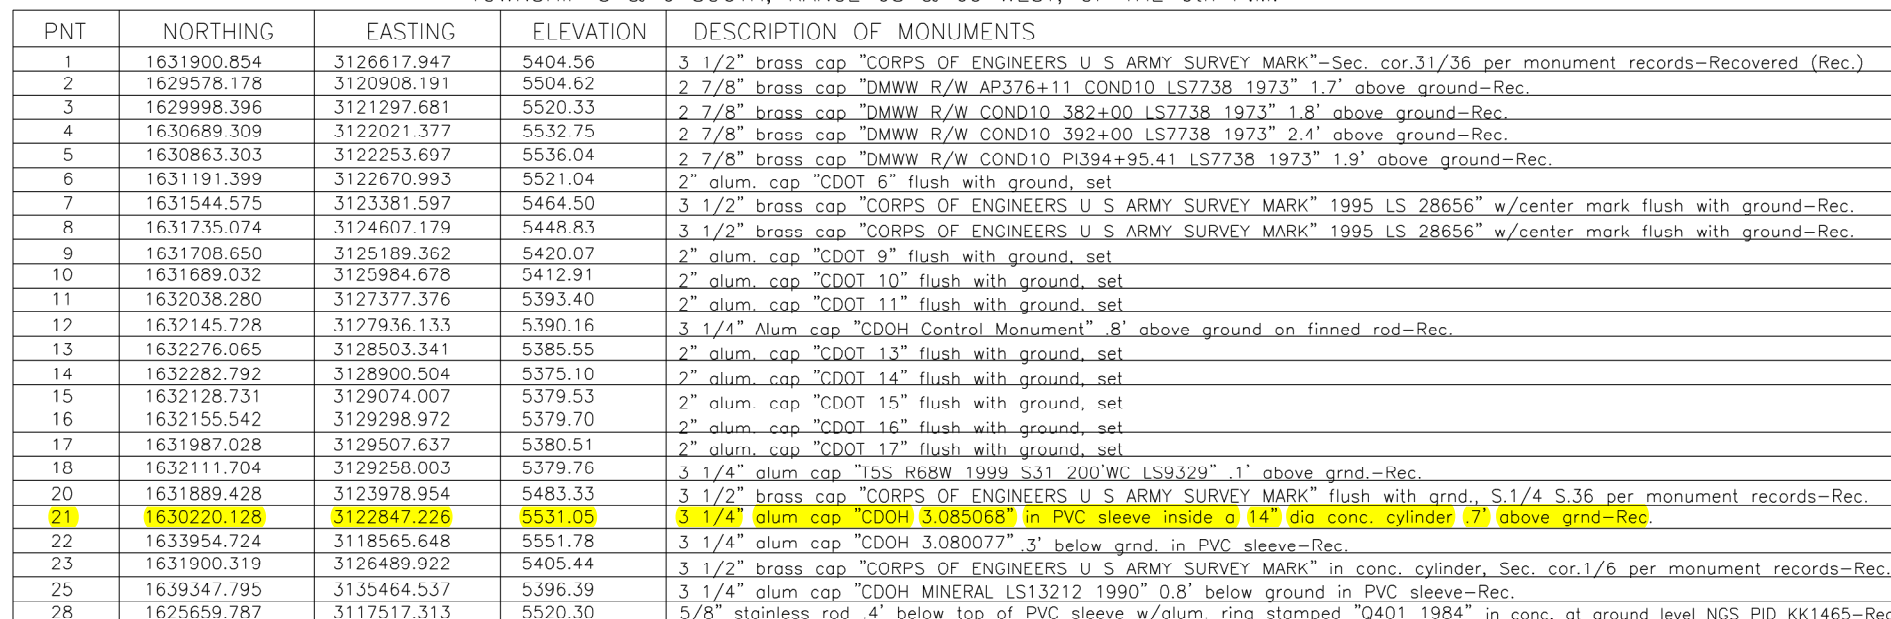 PNT NORTHING EASTING ELEVATION DESCRIPTION OF MONUMENTS
1 1631900.854 3126617.947 5404.56 3 1/2" brass cap "CORPS OF ENGINEERS U S ARMY SURVEY MARK"-Sec. cor.31/36 per monument records-Recovered (Rec.)
2 1629578.178 3120908.191 5504.62 2 7/8" brass cap "DMWW R/W AP376+11 COND10 LS7738 1973" 1.7' above ground-Rec.
3 1629998.396 3121297.681 5520.33 2 7/8" brass cap "DMWW R/W COND10 382+00 LS7738 1973" 1.8' above ground-Rec.
4 1630689.309 3122021.377 5532.75 2 7/8" brass cap "DMWW R/W COND10 392+00 LS7738 1973" 2.4' above ground-Rec.
5 1630863.303 3122253.697 5536.04 2 7/8" brass cap "DMWW R/W COND10 PI394+95.41 LS7738 1973" 1.9' above ground-Rec.
6 1631191.399 3122670.993 5521.04 2" alum. cap "CDOT 6" flush with ground, set
7 1631544.575 3123381.597 5464.50 3 1/2" brass cap "CORPS OF ENGINEERS U S ARMY SURVEY MARK" 1995 LS 28656" w/center mark flush with ground-Rec.
8 1631735.074 3124607.179 5448.83 3 1/2" brass cap "CORPS OF ENGINEERS U S ARMY SURVEY MARK" 1995 LS 28656" w/center mark flush with ground-Rec.
9 1631708.650 3125189.362 5420.07 2" alum. cap "CDOT 9" flush with ground, set
10 1631689.032 3125984.678 5412.91 2" alum. cap "CDOT 10" flush with ground, set
11 1632038.280 3127377.376 5393.40 2" alum. cap "CDOT 11" flush with ground, set
12 1632145.728 3127936.133 5390.16 3 1/4" Alum cap "CDOH Control Monument" .8' above ground on finned rod-Rec.
13 1632276.065 3128503.341 5385.55 2" alum. cap "CDOT 13" flush with ground, set
14 1632282.792 3128900.504 5375.10 2" alum. cap "CDOT 14" flush with ground, set
15 1632128.731 3129074.007 5379.53 2" alum. cap "CDOT 15" flush with ground, set
16 1632155.542 3129298.972 5379.70 2" alum. cap "CDOT 16" flush with ground, set
17 1631987.028 3129507.637 5380.51 2" alum. cap "CDOT 17" flush with ground, set
18 1632111.704 3129258.003 5379.76 3 1/4" alum cap "T5S R68W 1999 S31 200'WC LS9329" .1' above grnd.-Rec.
20 1631889.428 3123978.954 5483.33 3 1/2" brass cap "CORPS OF ENGINEERS U S ARMY SURVEY MARK" flush with grnd., S.1/4 S.36 per monument records-Rec.
21 1630220.128 3122847.226 5531.05 3 1/4" alum cap "CDOH 3.085068" in PVC sleeve inside a 14" dia conc. cylinder .7' above grnd-Rec.
22 1633954.724 3118565.648 5551.78 3 1/4" alum cap "CDOH 3.080077" .3' below grnd. in PVC sleeve-Rec.
23 1631900.319 3126489.922 5405.44 3 1/2" brass cap "CORPS OF ENGINEERS U S ARMY SURVEY MARK" in conc. cylinder, Sec. cor.1/6 per monument records-Rec.
25 1639347.795 3135464.537 5396.39 3 1/4" alum cap "CDOH MINERAL LS13212 1990" 0.8' below ground in PVC sleeve-Rec.
28 1625659.787 3117517.313 5520.30 5/8" stainless rod .4' below top of PVC sleeve w/alum. ring stamped "Q401 1984" in conc. at ground level NGS PID KK1465-Rec